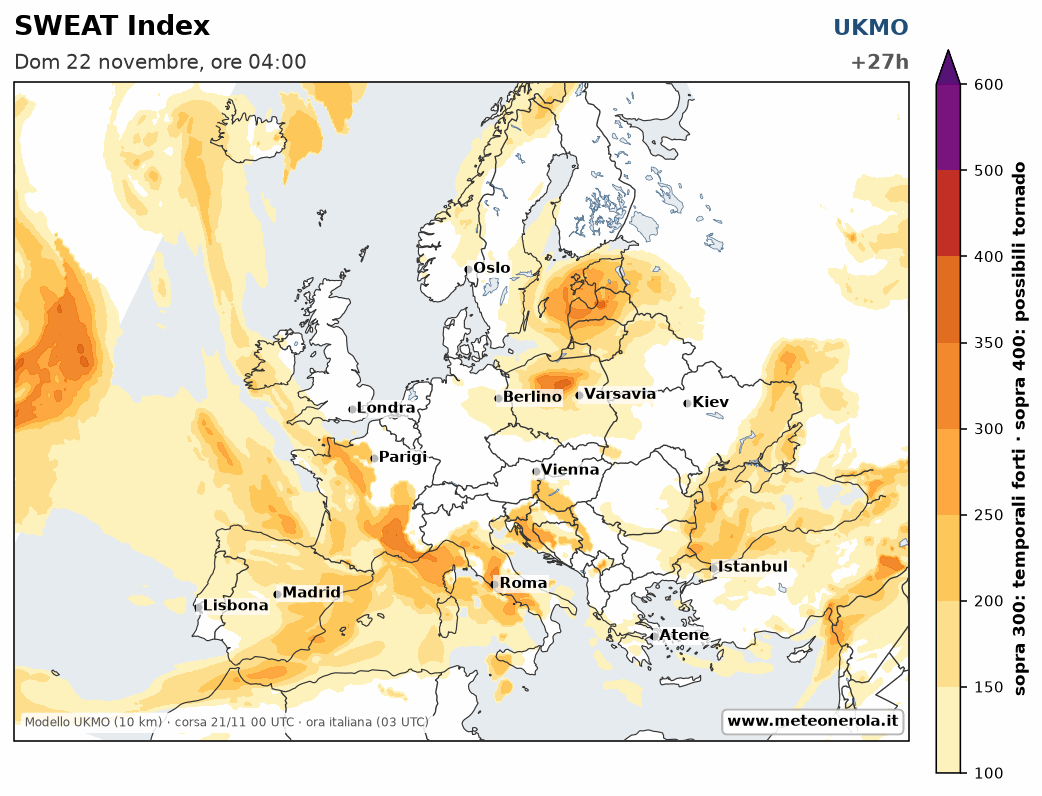 SWEAT Index
UKMO
Dom 22 novembre, ore 04:00
+27h
600
500
400
350
300
250
200
150
100
sopra 300: temporali forti · sopra 400: possibili tornado
Oslo
Berlino
Varsavia
Kiev
Londra
Parigi
Vienna
Istanbul
Roma
Madrid
Lisbona
Atene
Modello UKMO (10 km) · corsa 21/11 00 UTC · ora italiana (03 UTC)
www.meteonerola.it